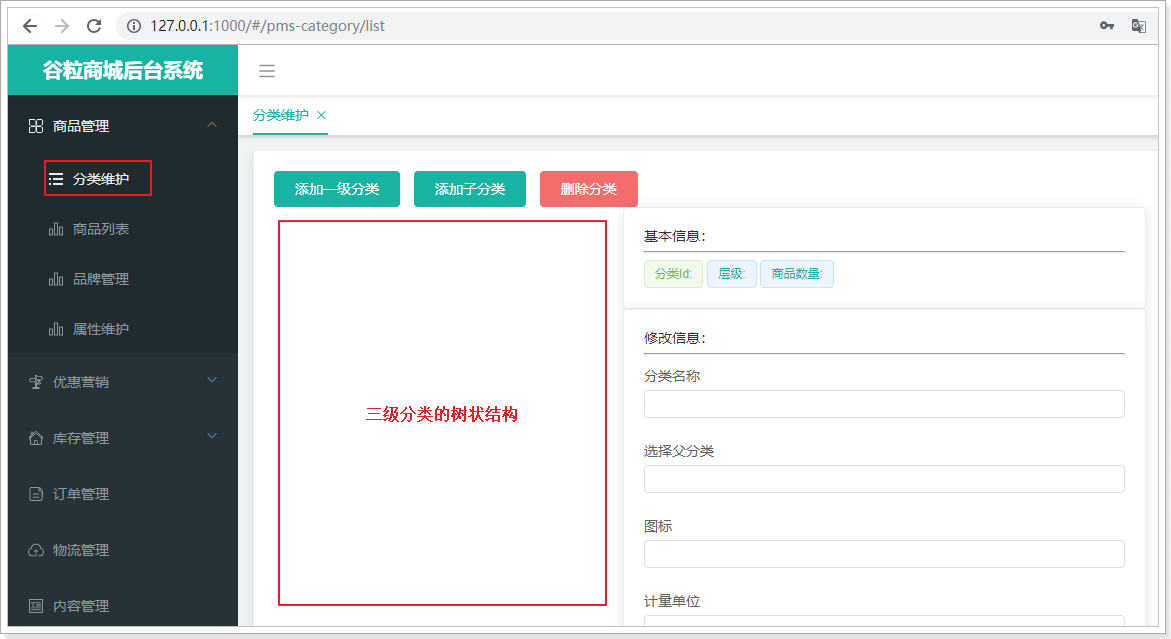 127.0.0.1:1000/#/pms-category/list
谷粒商城后台系统
分类维护 ×
商品管理
分类维护
商品列表
品牌管理
属性维护
优惠营销
库存管理
订单管理
物流管理
内容管理
添加一级分类 添加子分类 删除分类
三级分类的树状结构
基本信息:
分类Id: 层级: 商品数量:
修改信息:
分类名称
选择父分类
图标
计量单位